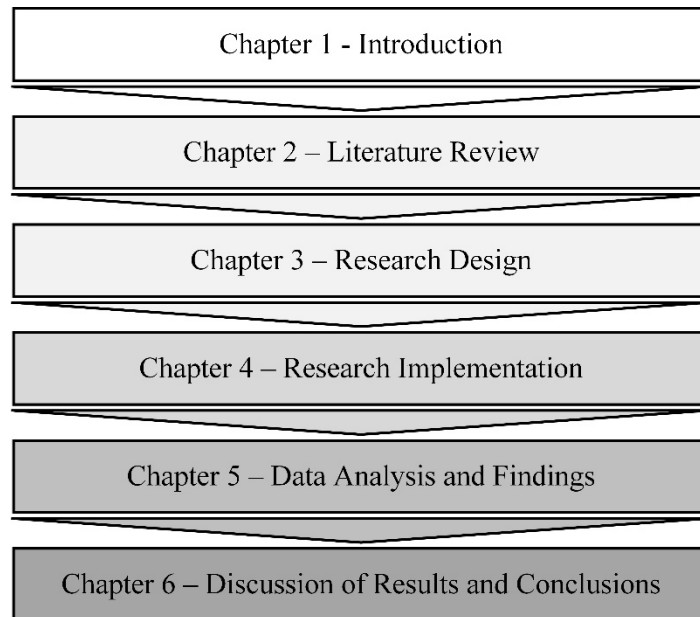 Chapter 1 - Introduction
Chapter 2 – Literature Review
Chapter 3 – Research Design
Chapter 4 – Research Implementation
Chapter 5 – Data Analysis and Findings
Chapter 6 – Discussion of Results and Conclusions